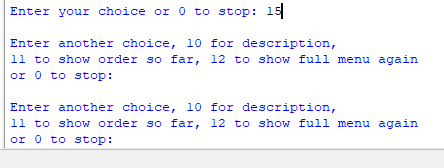 Enter your choice or 0 to stop: 15
Enter another choice, 10 for description,
11 to show order so far, 12 to show full menu again
or 0 to stop:
Enter another choice, 10 for description,
11 to show order so far, 12 to show full menu again
or 0 to stop: